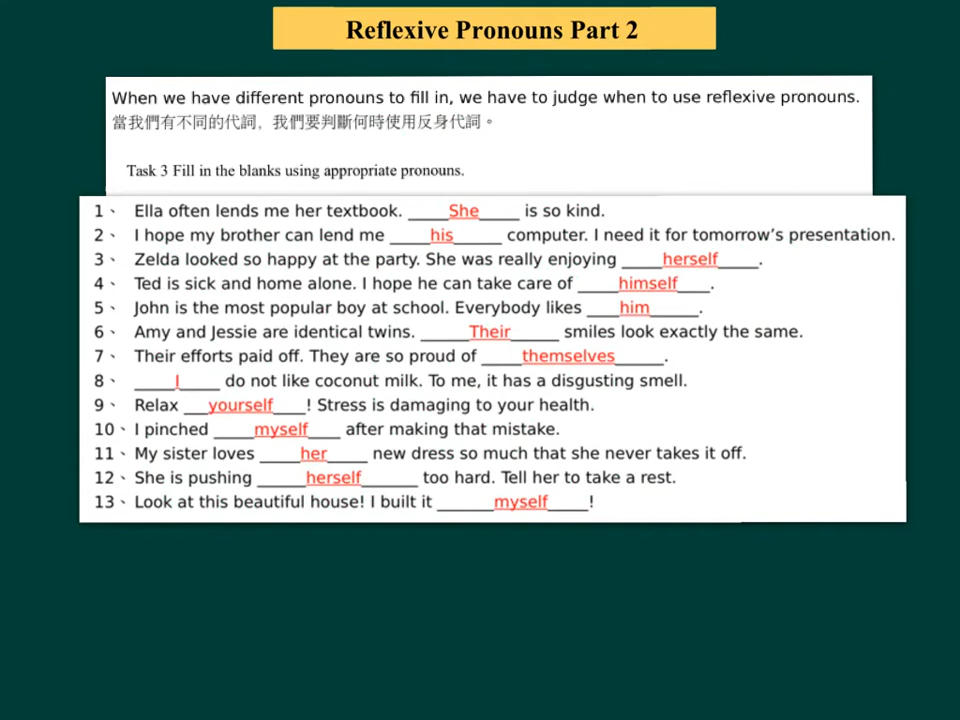 Reflexive Pronouns Part 2
When we have different pronouns to fill in, we have to judge when to use reflexive pronouns.
當我們有不同的代詞，我們要判斷何時使用反身代詞。
Task 3 Fill in the blanks using appropriate pronouns.
1、 Ella often lends me her textbook. _____She_____ is so kind.
2、 I hope my brother can lend me _____his______ computer. I need it for tomorrow’s presentation.
3、 Zelda looked so happy at the party. She was really enjoying _____herself_____.
4、 Ted is sick and home alone. I hope he can take care of _____himself____.
5、 John is the most popular boy at school. Everybody likes ____him______.
6、 Amy and Jessie are identical twins. ______Their______ smiles look exactly the same.
7、 Their efforts paid off. They are so proud of _____themselves______.
8、 _____I_____ do not like coconut milk. To me, it has a disgusting smell.
9、 Relax ___yourself____! Stress is damaging to your health.
10、 I pinched _____myself____ after making that mistake.
11、 My sister loves _____her_____ new dress so much that she never takes it off.
12、 She is pushing ______herself_______ too hard. Tell her to take a rest.
13、 Look at this beautiful house! I built it _______myself_____!